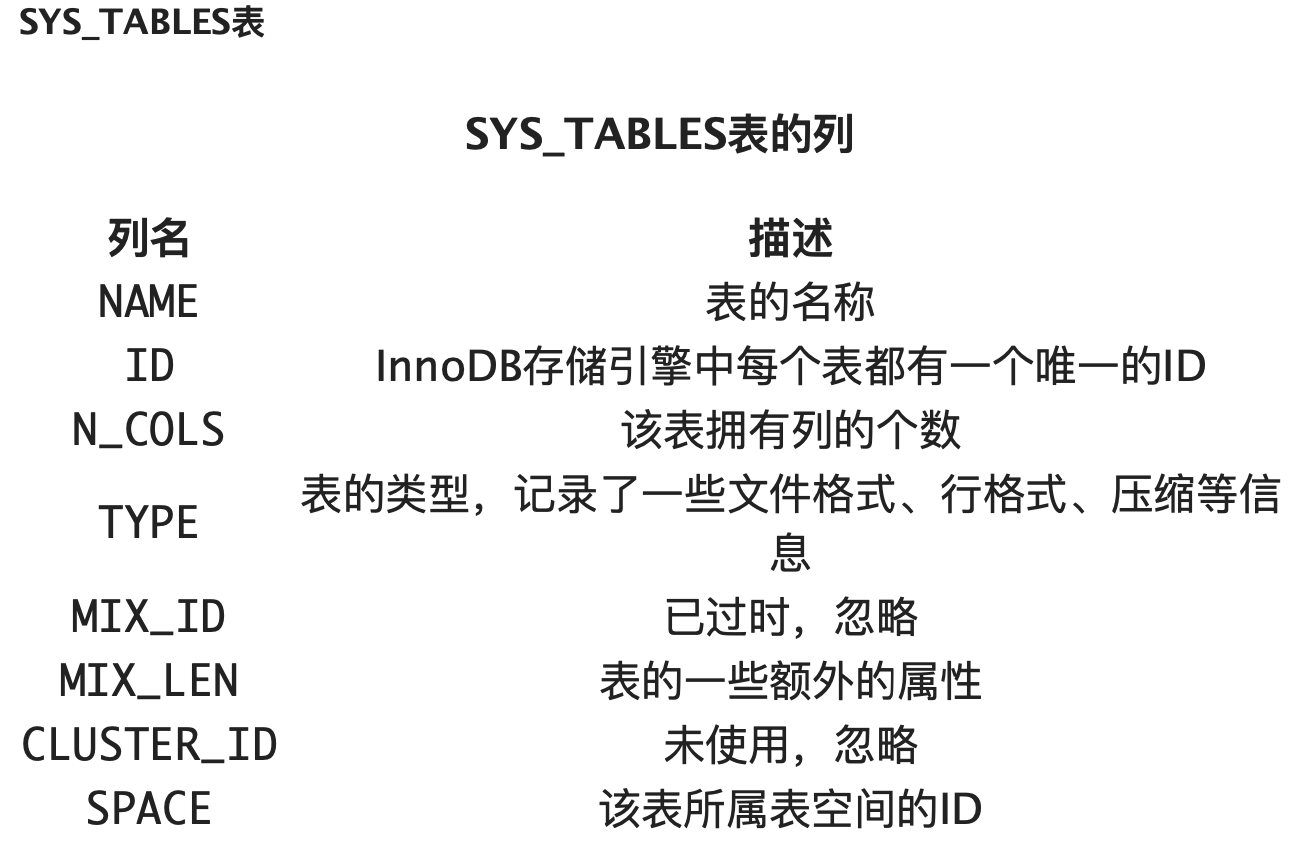 SYS_TABLES表
SYS_TABLES表的列
列名 描述
NAME 表的名称
ID InnoDB存储引擎中每个表都有一个唯一的ID
N_COLS 该表拥有列的个数
TYPE 表的类型，记录了一些文件格式、行格式、压缩等信
息
MIX_ID 已过时，忽略
MIX_LEN 表的一些额外的属性
CLUSTER_ID 未使用，忽略
SPACE 该表所属表空间的ID